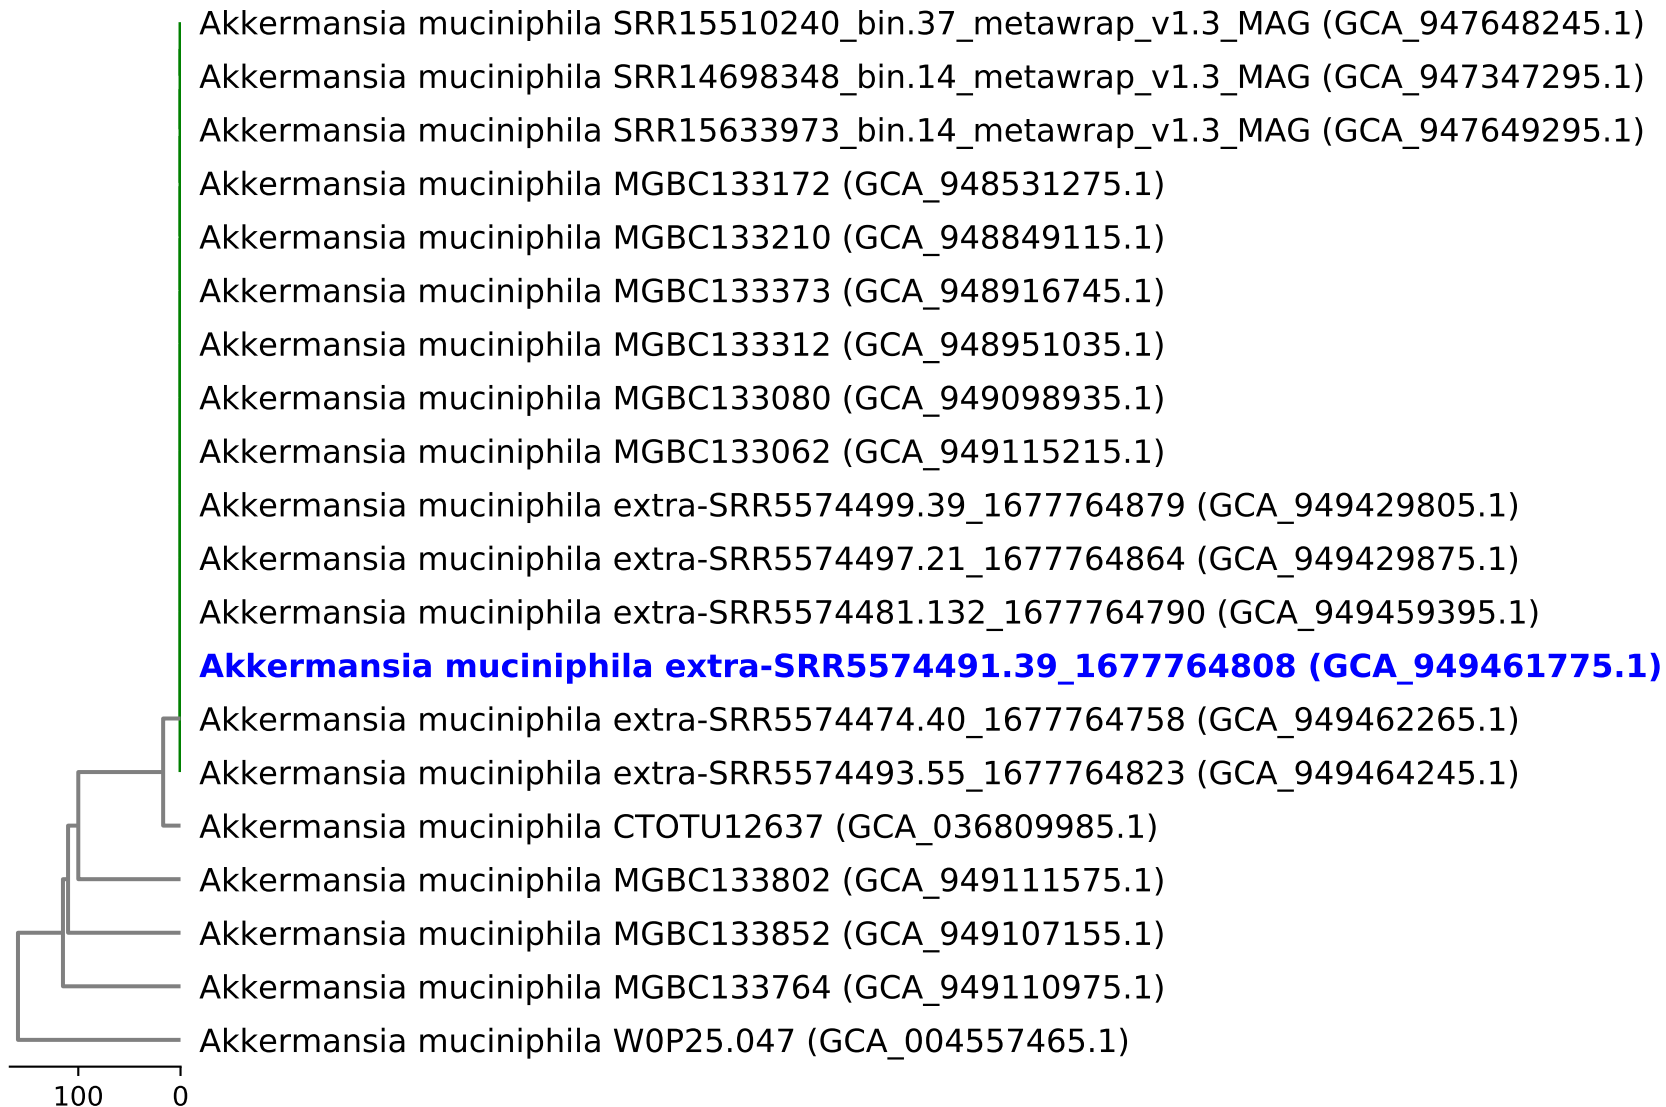 Akkermansia muciniphila SRR15510240_bin.37_metawrap_v1.3_MAG (GCA_947648245.1)
Akkermansia muciniphila SRR14698348_bin.14_metawrap_v1.3_MAG (GCA_947347295.1)
Akkermansia muciniphila SRR15633973_bin.14_metawrap_v1.3_MAG (GCA_947649295.1)
Akkermansia muciniphila MGBC133172 (GCA_948531275.1)
Akkermansia muciniphila MGBC133210 (GCA_948849115.1)
Akkermansia muciniphila MGBC133373 (GCA_948916745.1)
Akkermansia muciniphila MGBC133312 (GCA_948951035.1)
Akkermansia muciniphila MGBC133080 (GCA_949098935.1)
Akkermansia muciniphila MGBC133062 (GCA_949115215.1)
Akkermansia muciniphila extra-SRR5574499.39_1677764879 (GCA_949429805.1)
Akkermansia muciniphila extra-SRR5574497.21_1677764864 (GCA_949429875.1)
Akkermansia muciniphila extra-SRR5574481.132_1677764790 (GCA_949459395.1)
Akkermansia muciniphila extra-SRR5574491.39_1677764808 (GCA_949461775.1)
Akkermansia muciniphila extra-SRR5574474.40_1677764758 (GCA_949462265.1)
Akkermansia muciniphila extra-SRR5574493.55_1677764823 (GCA_949464245.1)
Akkermansia muciniphila CTOTU12637 (GCA_036809985.1)
Akkermansia muciniphila MGBC133802 (GCA_949111575.1)
Akkermansia muciniphila MGBC133852 (GCA_949107155.1)
Akkermansia muciniphila MGBC133764 (GCA_949110975.1)
Akkermansia muciniphila W0P25.047 (GCA_004557465.1)
100 0